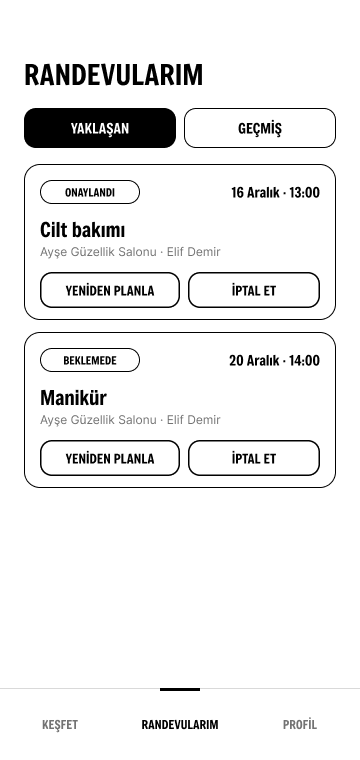 RANDEVULARIM
YAKLAŞAN
GEÇMİŞ
ONAYLANDI
16 Aralık · 13:00
Cilt bakımı
Ayşe Güzellik Salonu · Elif Demir
YENİDEN PLANLA
İPTAL ET
BEKLEMEDE
20 Aralık · 14:00
Manikür
Ayşe Güzellik Salonu · Elif Demir
YENİDEN PLANLA
İPTAL ET
KEŞFET
RANDEVULARIM
PROFİL